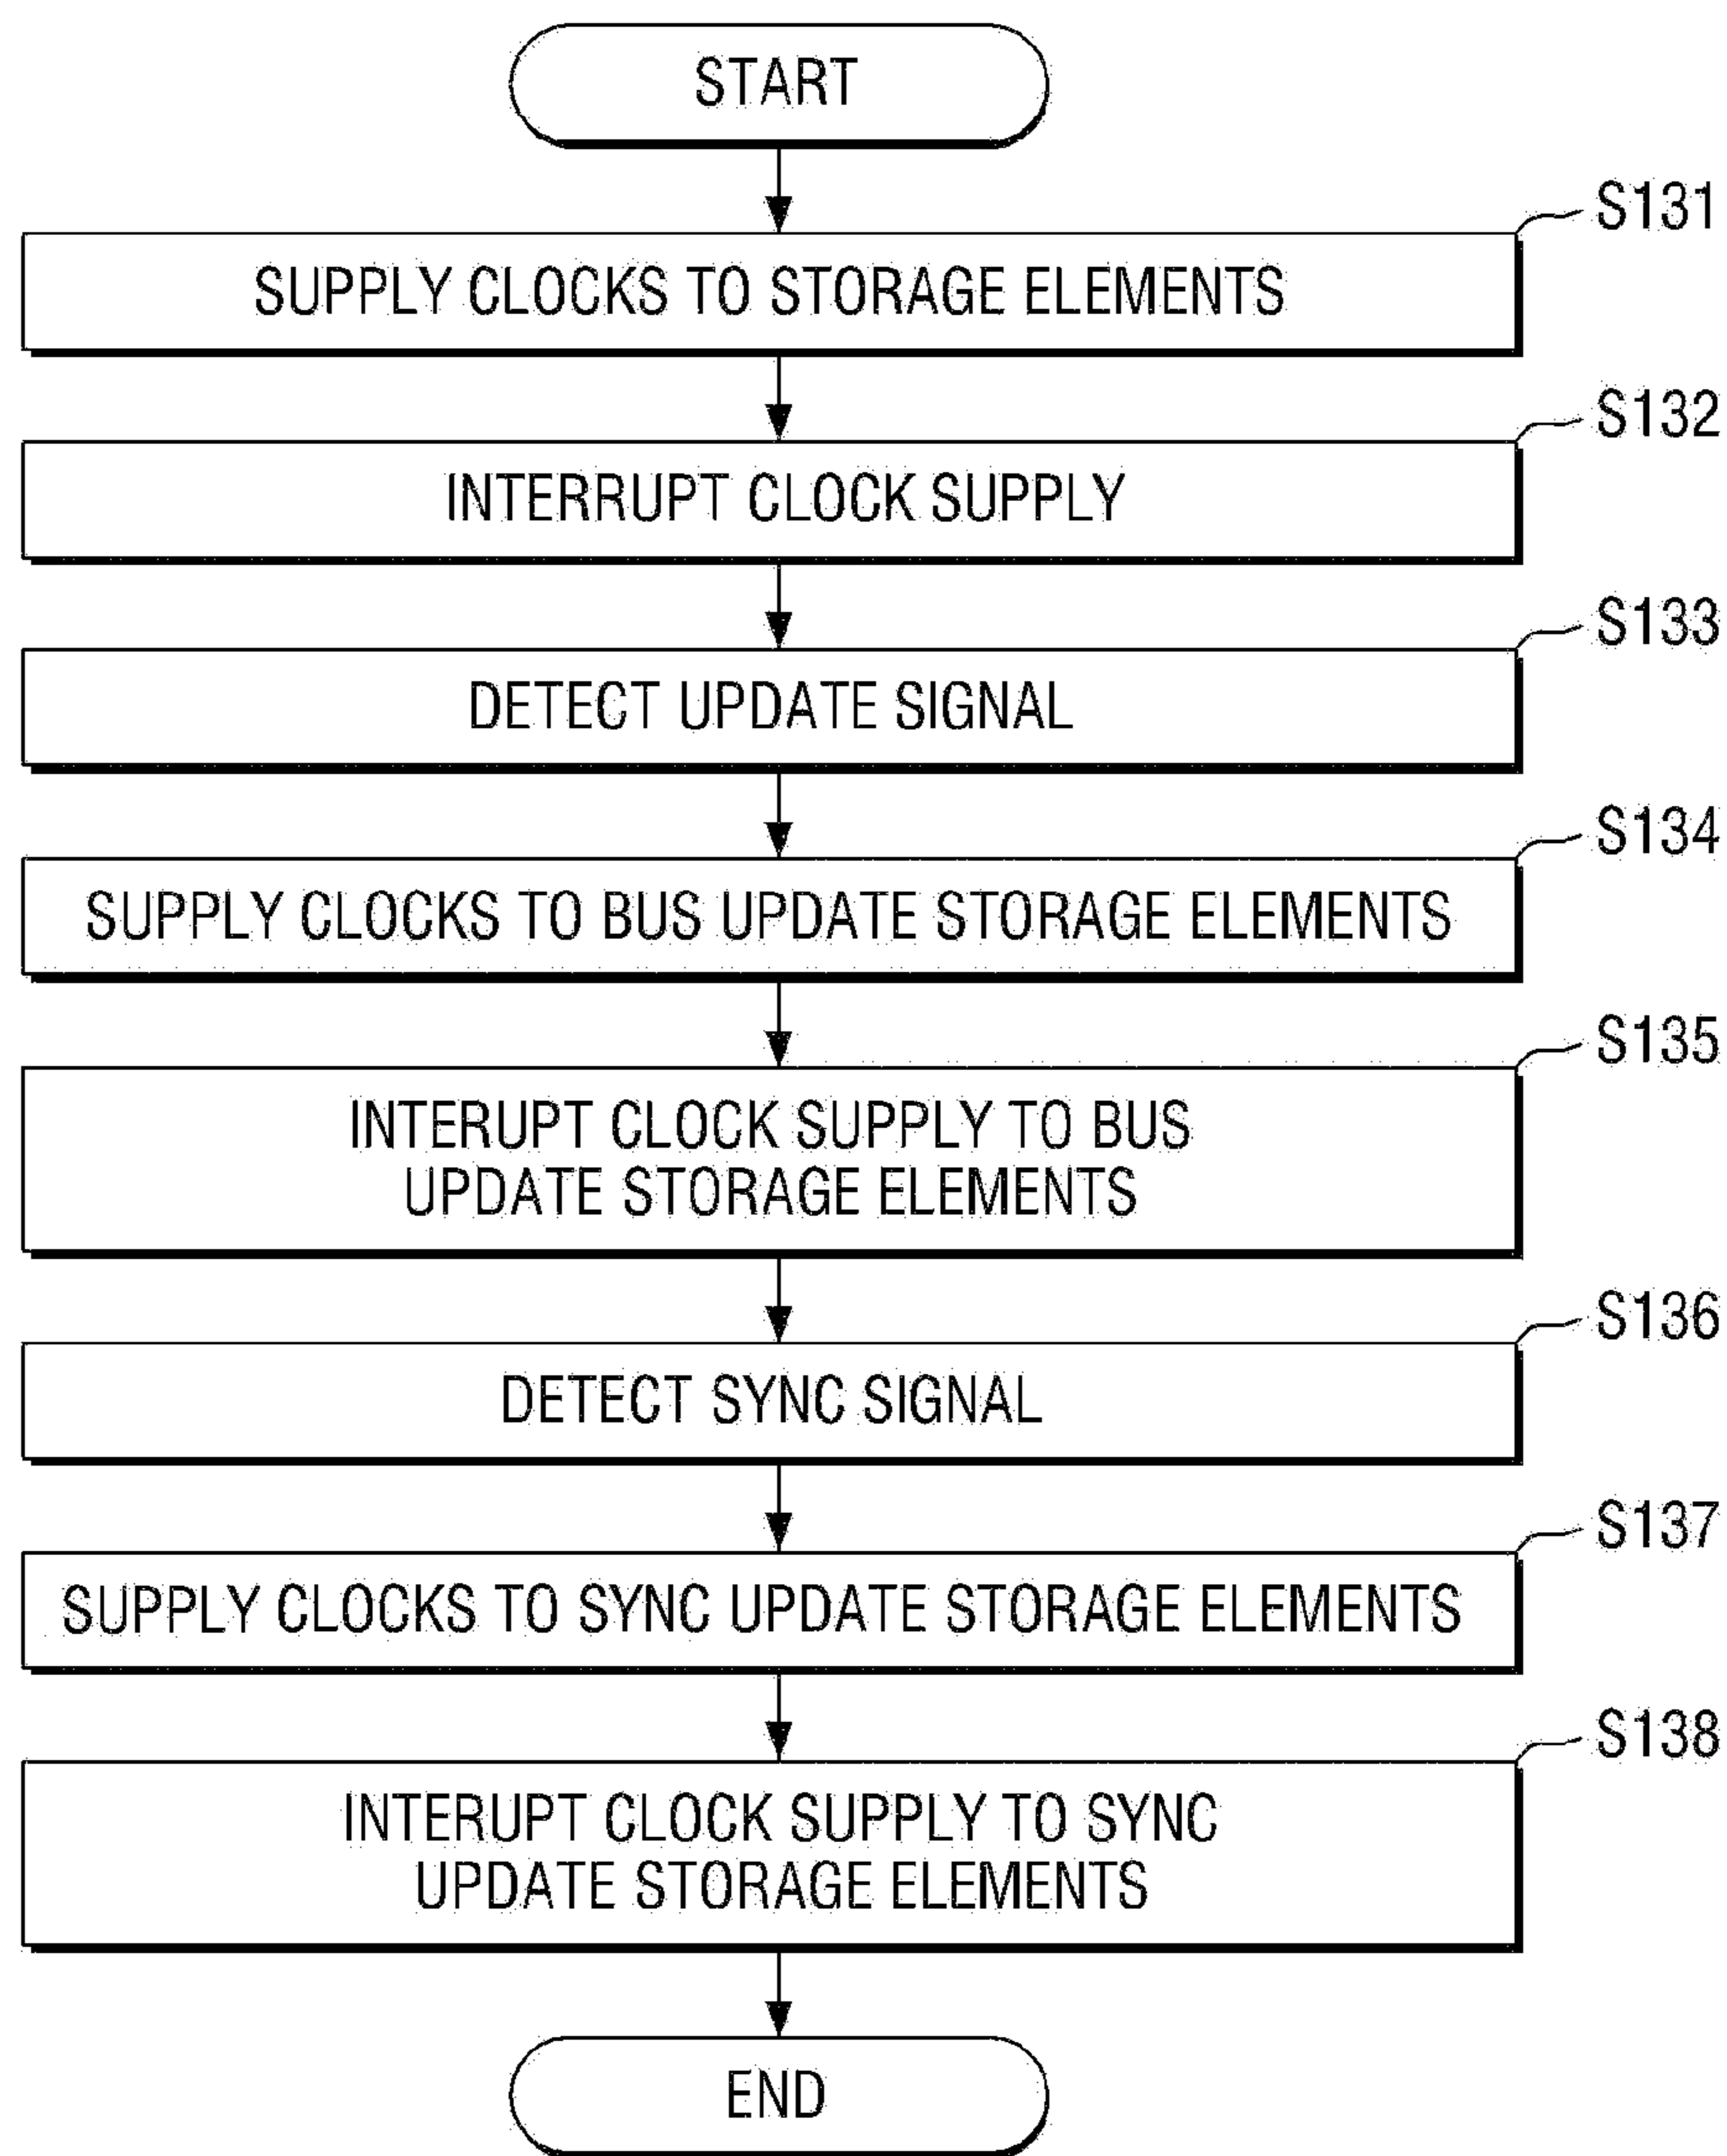 START
S131
SUPPLY CLOCKS TO STORAGE ELEMENTS
S132
INTERRUPT CLOCK SUPPLY
S133
DETECT UPDATE SIGNAL
S134
SUPPLY CLOCKS TO BUS UPDATE STORAGE ELEMENTS
S135
INTERUPT CLOCK SUPPLY TO BUS
UPDATE STORAGE ELEMENTS
S136
DETECT SYNC SIGNAL
S137
SUPPLY CLOCKS TO SYNC UPDATE STORAGE ELEMENTS
S138
INTERUPT CLOCK SUPPLY TO SYNC
UPDATE STORAGE ELEMENTS
END